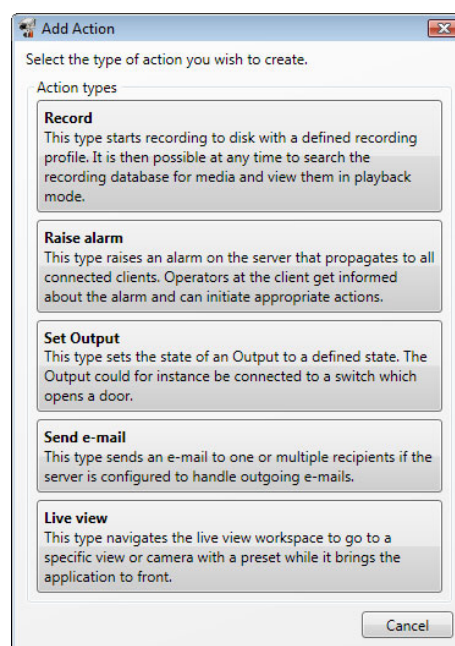 Add Action
Select the type of action you wish to create.
Action types
Record
This type starts recording to disk with a defined recording
profile. It is then possible at any time to search the
recording database for media and view them in playback
mode.
Raise alarm
This type raises an alarm on the server that propagates to all
connected clients. Operators at the client get informed
about the alarm and can initiate appropriate actions.
Set Output
This type sets the state of an Output to a defined state. The
Output could for instance be connected to a switch which
opens a door.
Send e-mail
This type sends an e-mail to one or multiple recipients if the
server is configured to handle outgoing e-mails.
Live view
This type navigates the live view workspace to go to a
specific view or camera with a preset while it brings the
application to front.
Cancel